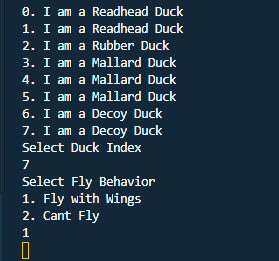 0. I am a Readhead Duck
1. I am a Readhead Duck
2. I am a Rubber Duck
3. I am a Mallard Duck
4. I am a Mallard Duck
5. I am a Mallard Duck
6. I am a Decoy Duck
7. I am a Decoy Duck
Select Duck Index
7
Select Fly Behavior
1. Fly with Wings
2. Cant Fly
1